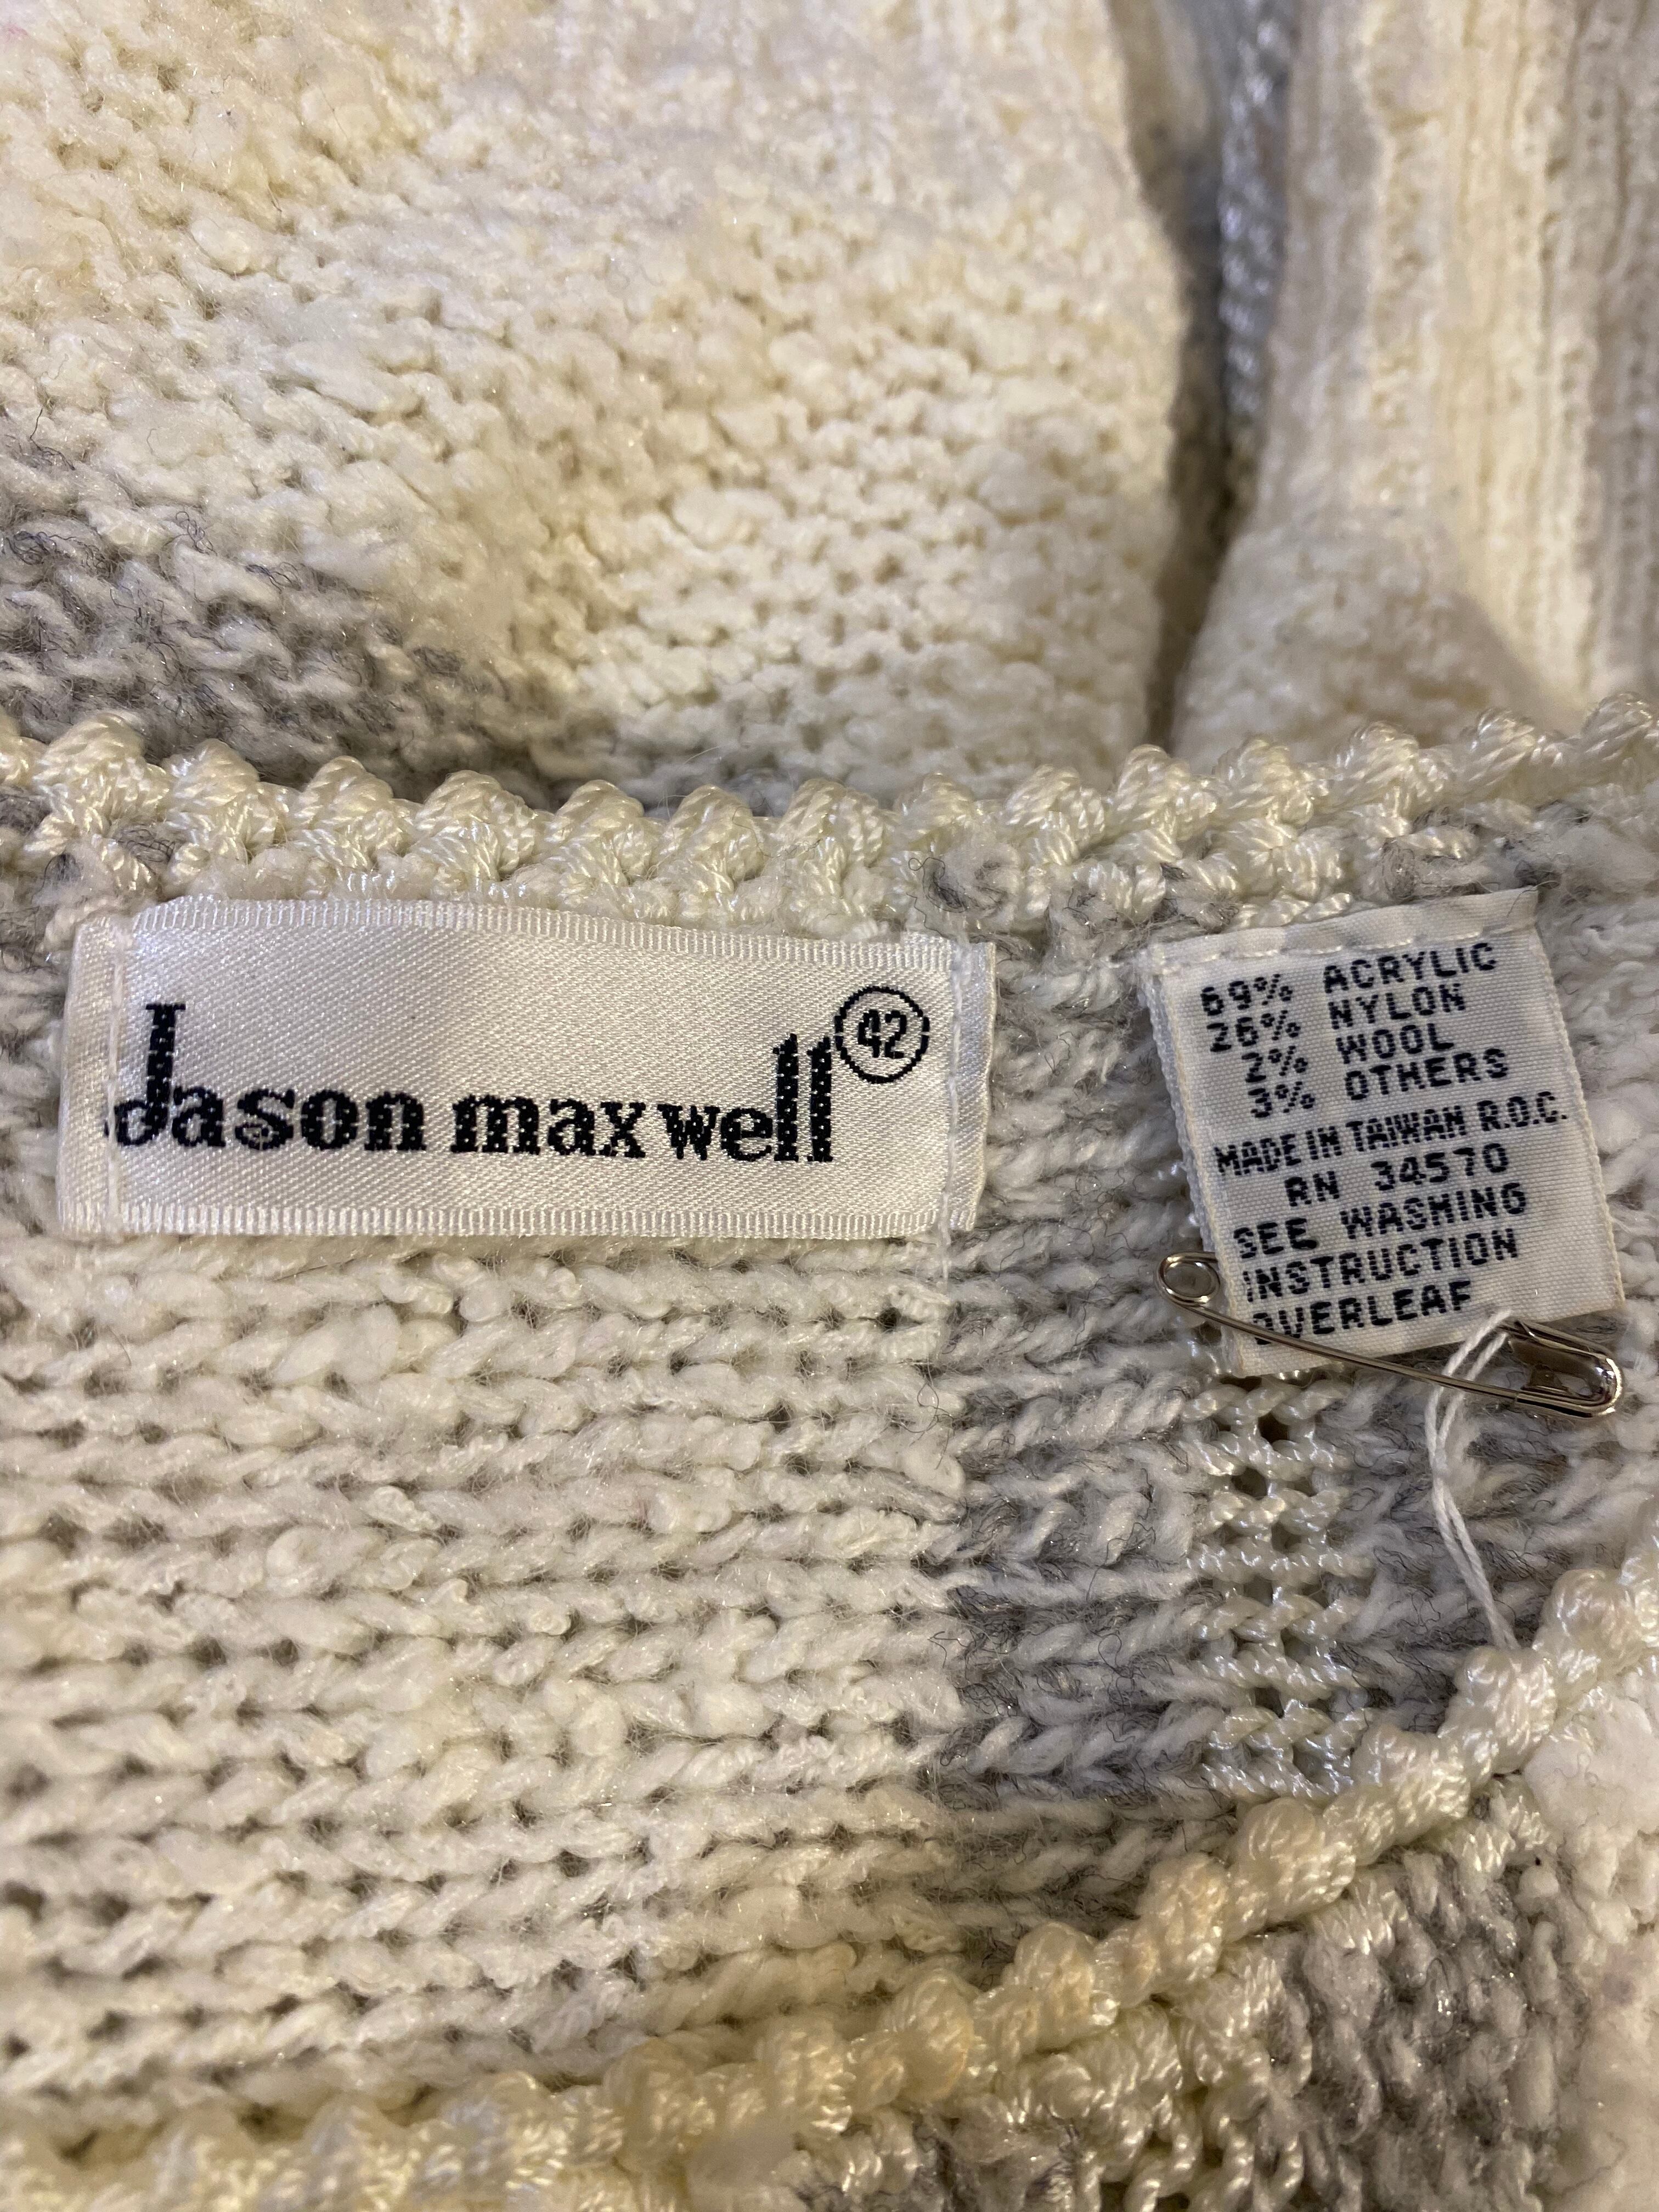 Jason maxwell 42
69% ACRYLIC
26% NYLON
2% WOOL
3% OTHERS
MADE IN TAIWAN R.O.C.
RN 34570
SEE WASHING
INSTRUCTION
OVERLEAF